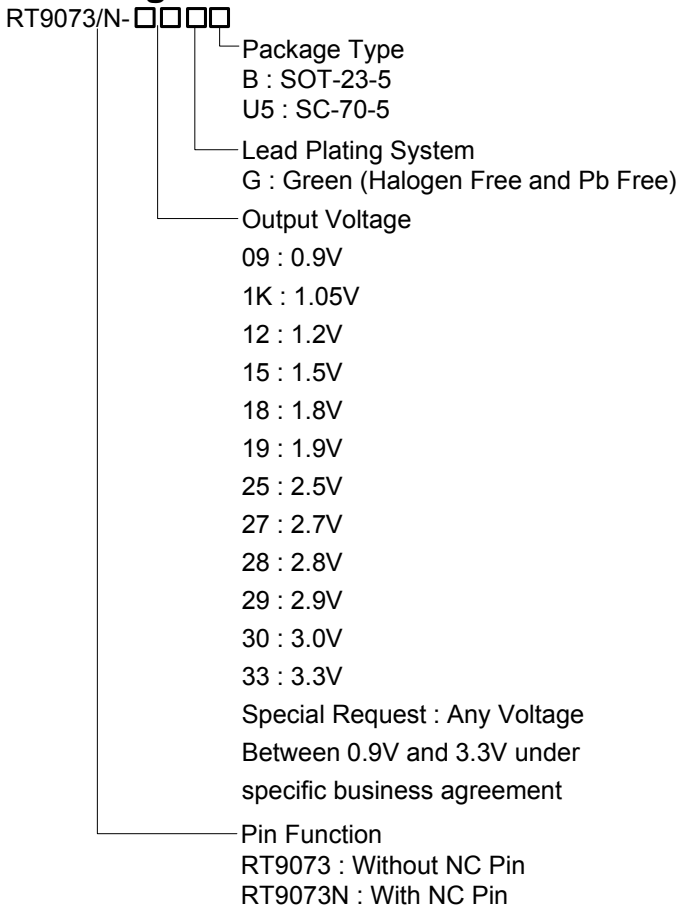 RT9073/N-□□□□
Package Type
B : SOT-23-5
U5 : SC-70-5
Lead Plating System
G : Green (Halogen Free and Pb Free)
Output Voltage
09 : 0.9V
1K : 1.05V
12 : 1.2V
15 : 1.5V
18 : 1.8V
19 : 1.9V
25 : 2.5V
27 : 2.7V
28 : 2.8V
29 : 2.9V
30 : 3.0V
33 : 3.3V
Special Request : Any Voltage
Between 0.9V and 3.3V under
specific business agreement
Pin Function
RT9073 : Without NC Pin
RT9073N : With NC Pin